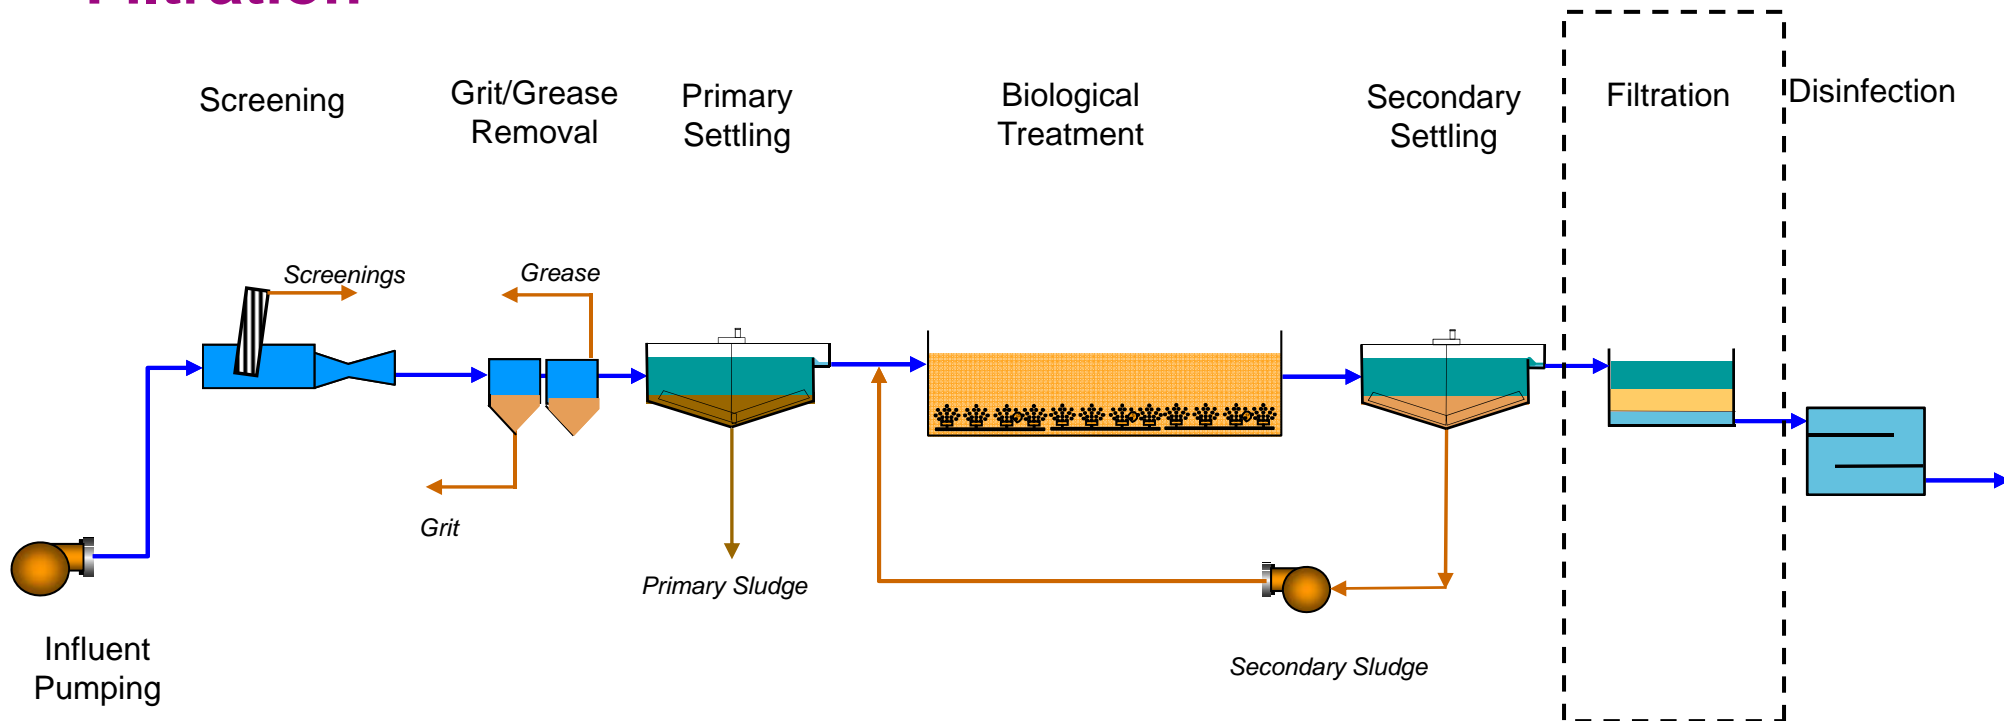 Filtration
Screening
Grit/Grease
Removal
Primary
Settling
Biological
Treatment
Secondary
Settling
Filtration
Disinfection
Screenings
Grease
Grit
Primary Sludge
Secondary Sludge
Influent
Pumping